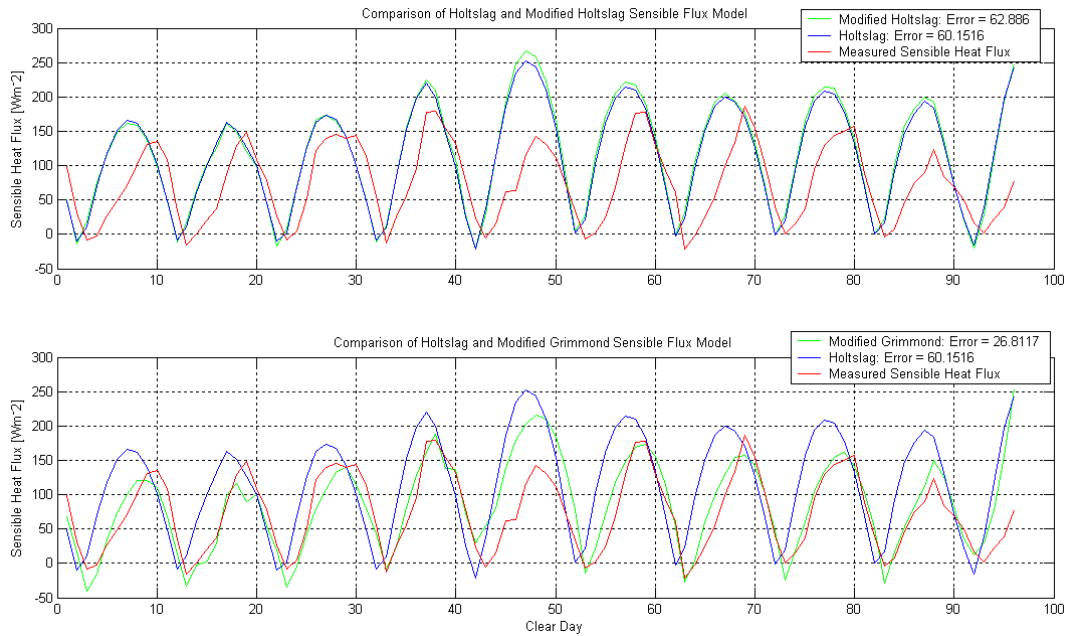 Comparison of Holtslag and Modified Holtslag Sensible Flux Model
Modified Holtslag: Error = 62.886
Holtslag: Error = 60.1516
Measured Sensible Heat Flux
Sensible Heat Flux [Wm-2]
300
250
200
150
100
50
0
-50
0 10 20 30 40 50 60 70 80 90 100
Comparison of Holtslag and Modified Grimmond Sensible Flux Model
Modified Grimmond: Error = 26.8117
Holtslag: Error = 60.1516
Measured Sensible Heat Flux
Sensible Heat Flux [Wm-2]
300
250
200
150
100
50
0
-50
0 10 20 30 40 50 60 70 80 90 100
Clear Day